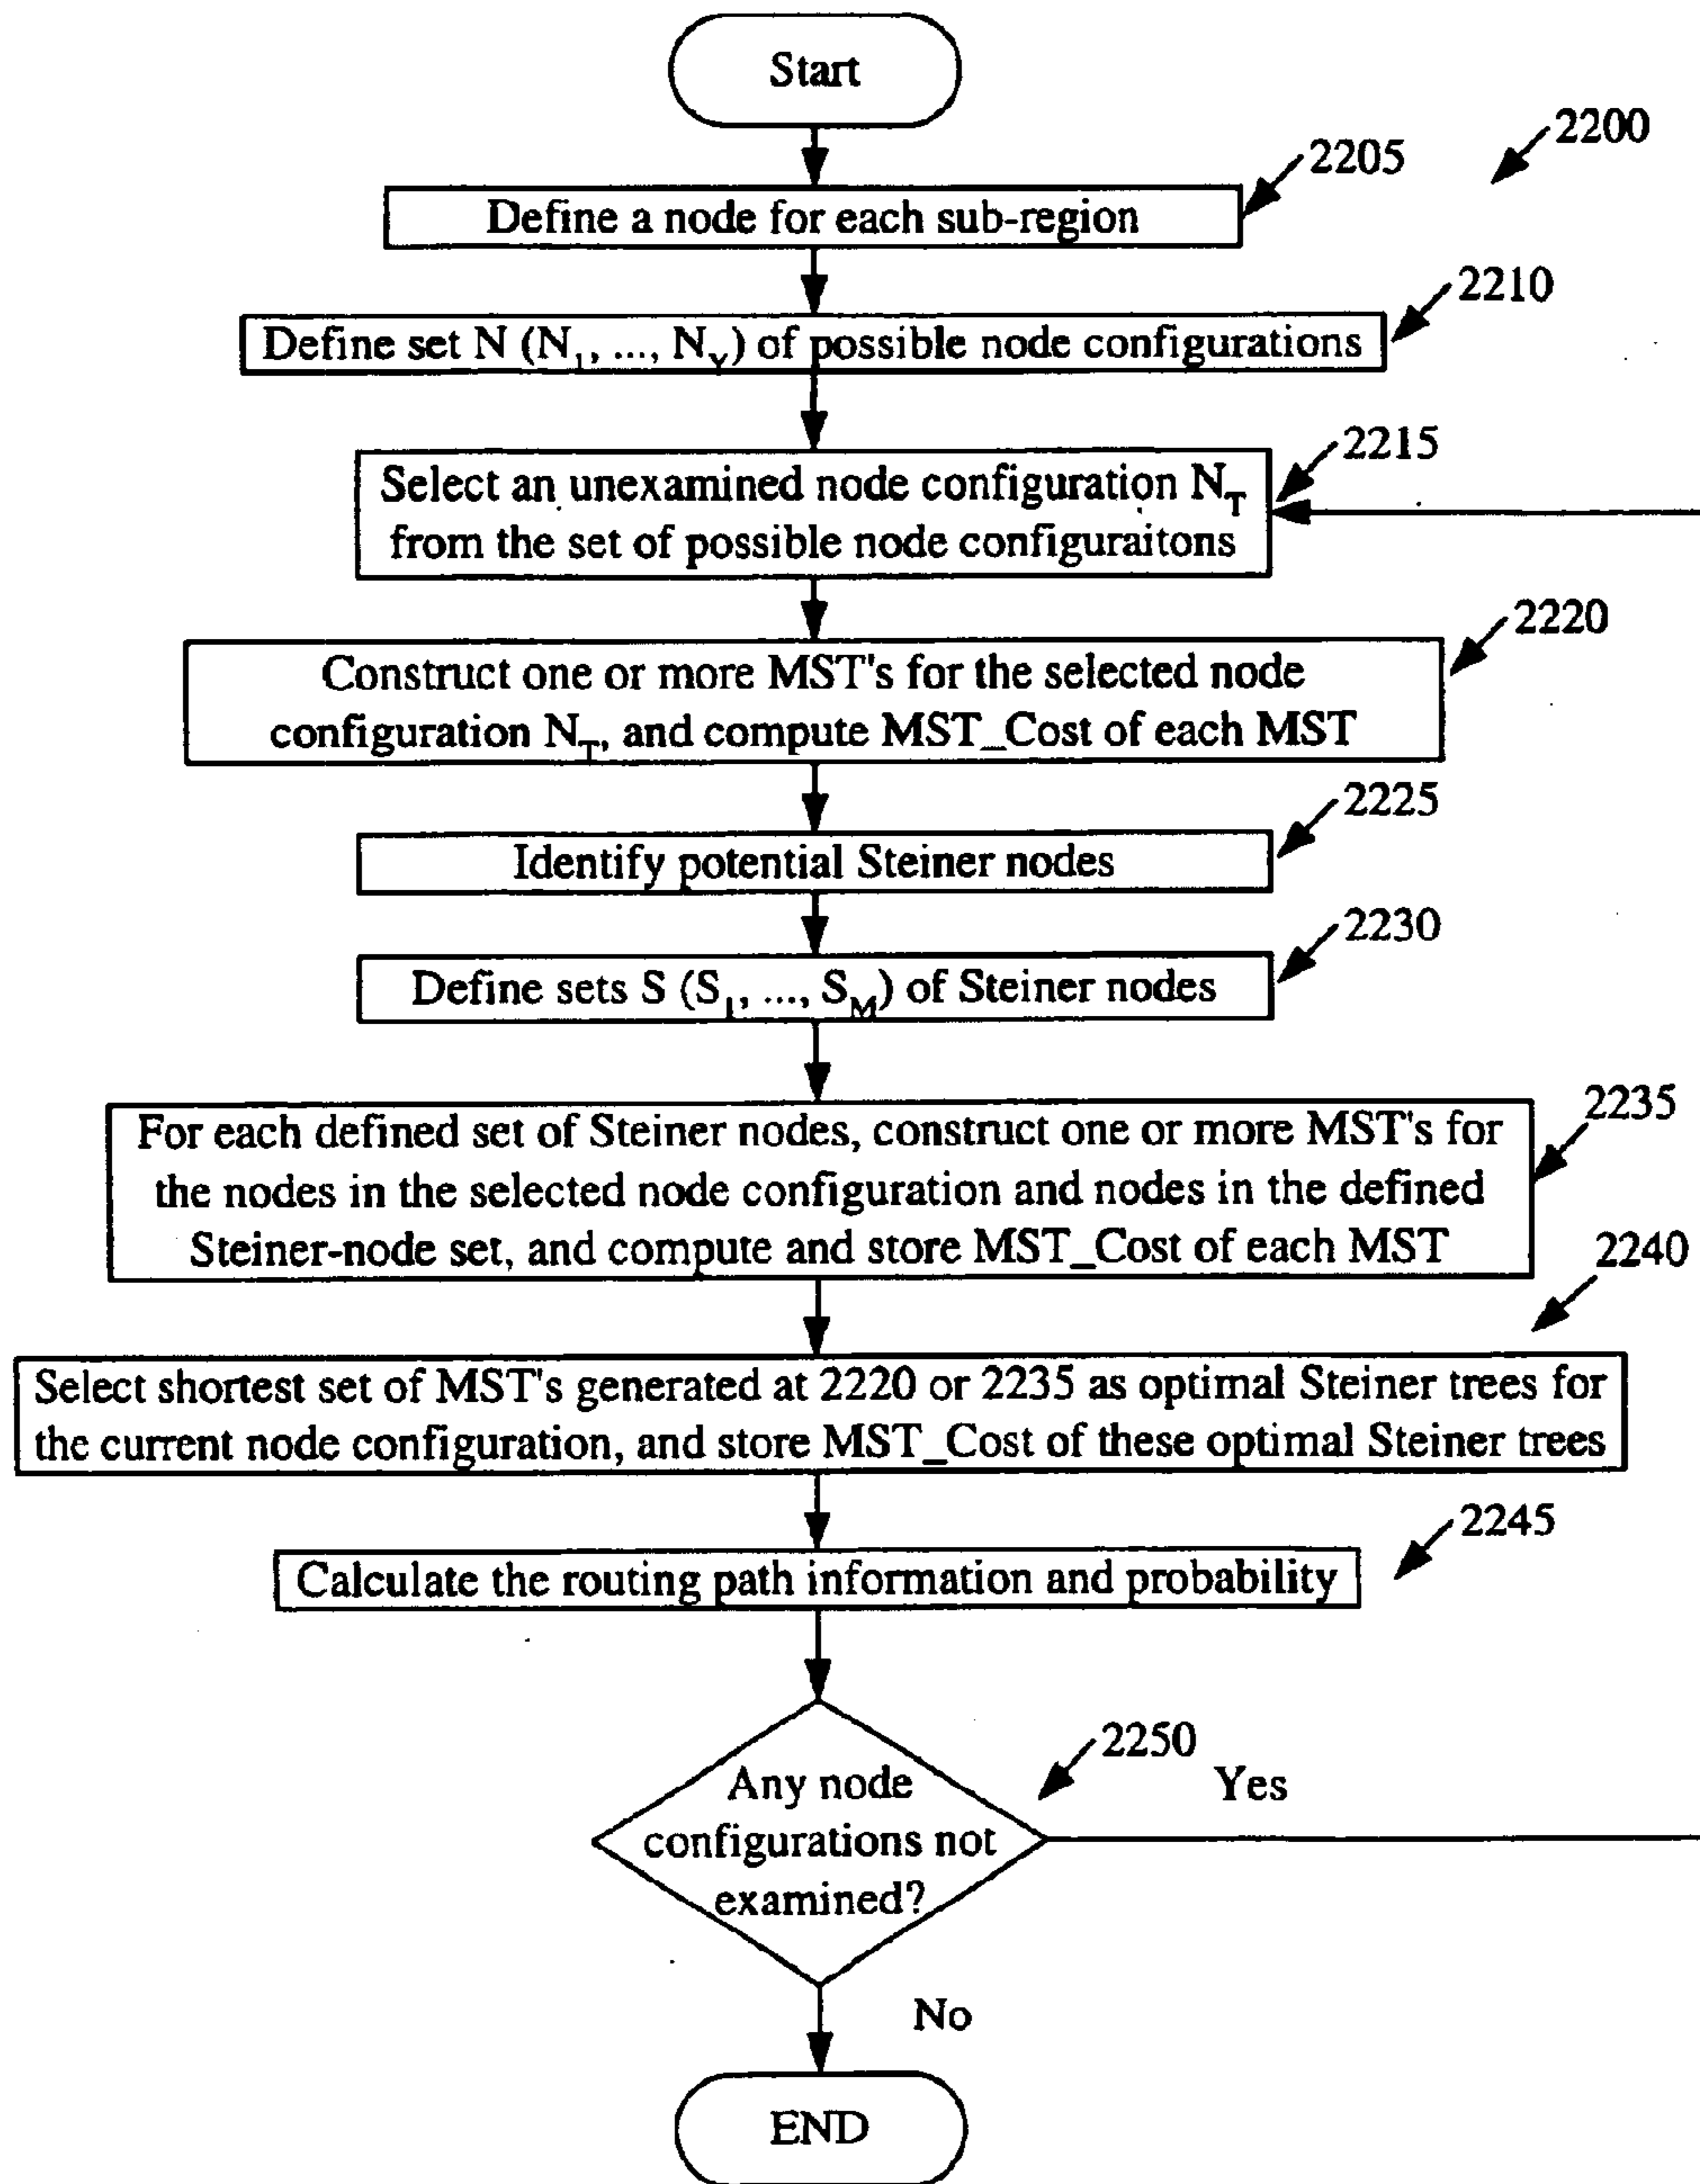 Start
2200
2205
Define a node for each sub-region
2210
Define set N (N1, ..., NY) of possible node configurations
2215
Select an unexamined node configuration NT
from the set of possible node configuraitons
2220
Construct one or more MST's for the selected node
configuration NT, and compute MST_Cost of each MST
2225
Identify potential Steiner nodes
2230
Define sets S (S1, ..., SM) of Steiner nodes
2235
For each defined set of Steiner nodes, construct one or more MST's for
the nodes in the selected node configuration and nodes in the defined
Steiner-node set, and compute and store MST_Cost of each MST
2240
Select shortest set of MST's generated at 2220 or 2235 as optimal Steiner trees for
the current node configuration, and store MST_Cost of these optimal Steiner trees
2245
Calculate the routing path information and probability
2250
Any node
configurations not
examined?
Yes
No
END